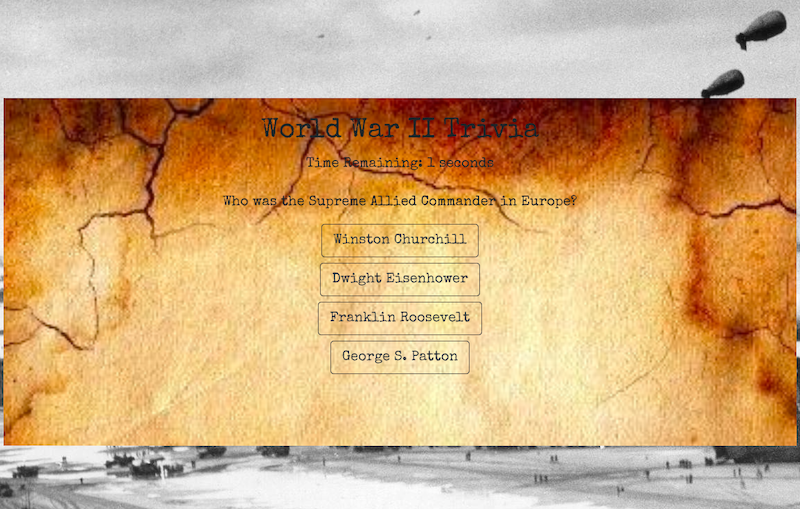 World War II Trivia
Time Remaining: 1 seconds
Who was the Supreme Allied Commander in Europe?
Winston Churchill
Dwight Eisenhower
Franklin Roosevelt
George S. Patton